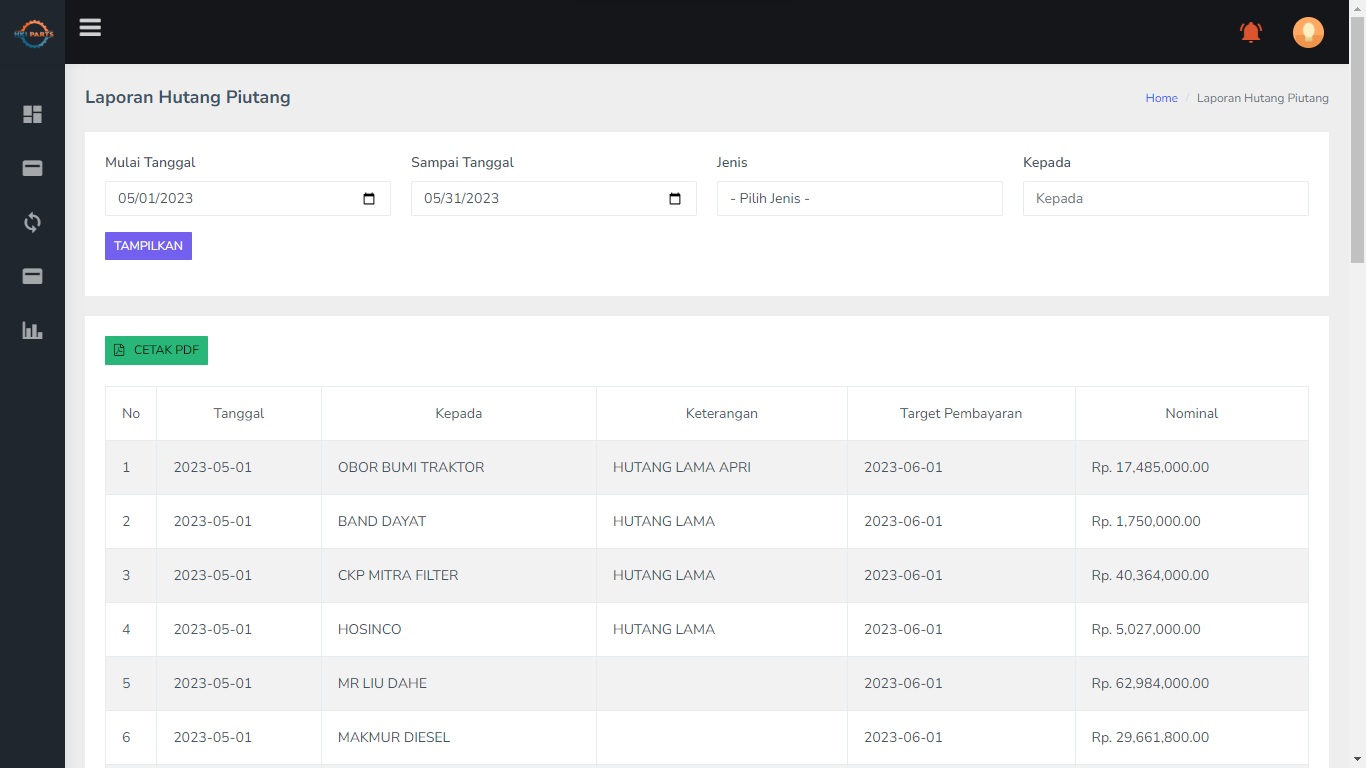 HKI PARTS
Laporan Hutang Piutang
Home / Laporan Hutang Piutang
Mulai Tanggal Sampai Tanggal Jenis Kepada
05/01/2023 05/31/2023 - Pilih Jenis - Kepada
TAMPILKAN
CETAK PDF
No Tanggal Kepada Keterangan Target Pembayaran Nominal
1 2023-05-01 OBOR BUMI TRAKTOR HUTANG LAMA APRI 2023-06-01 Rp. 17,485,000.00
2 2023-05-01 BAND DAYAT HUTANG LAMA 2023-06-01 Rp. 1,750,000.00
3 2023-05-01 CKP MITRA FILTER HUTANG LAMA 2023-06-01 Rp. 40,364,000.00
4 2023-05-01 HOSINCO HUTANG LAMA 2023-06-01 Rp. 5,027,000.00
5 2023-05-01 MR LIU DAHE 2023-06-01 Rp. 62,984,000.00
6 2023-05-01 MAKMUR DIESEL 2023-06-01 Rp. 29,661,800.00